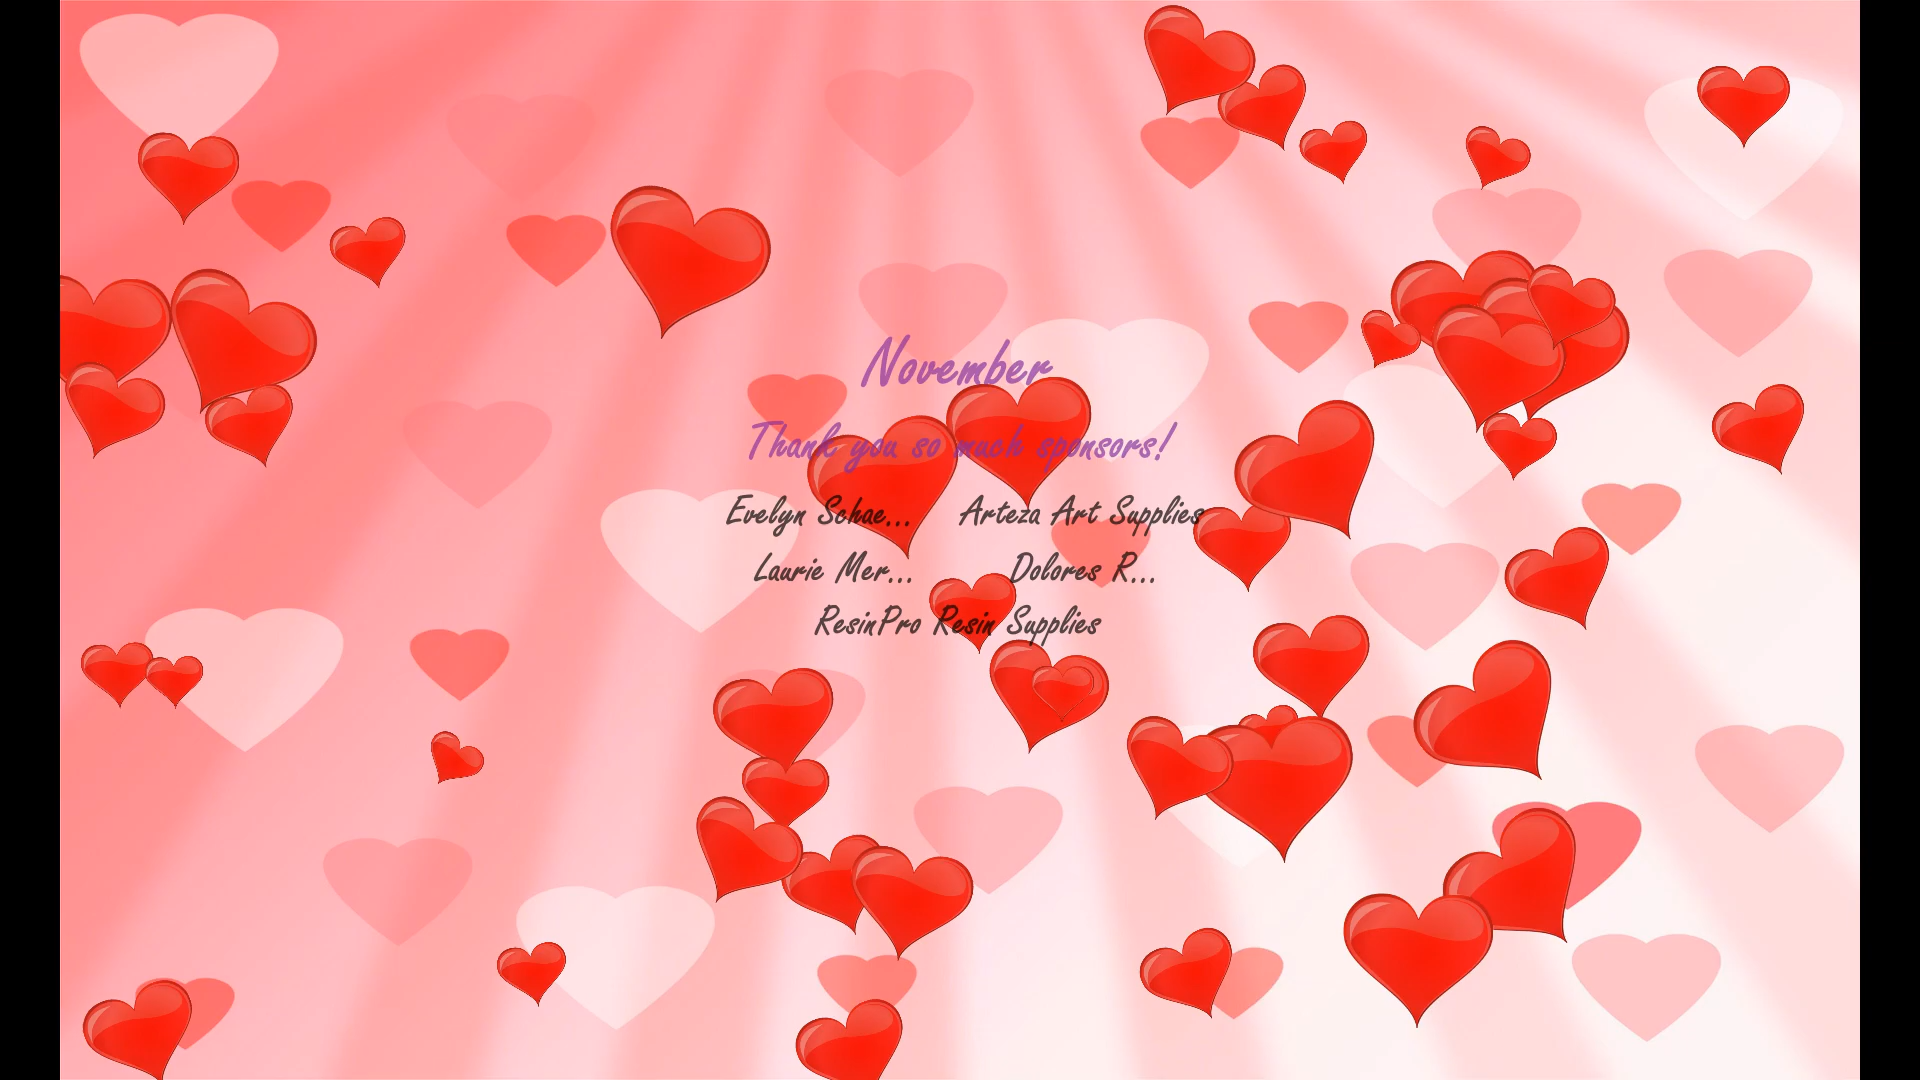 November
Thank you so much sponsors!
Evelyn Schae... Arteza Art Supplies
Laurie Mer... Dolores R...
ResinPro Resin Supplies